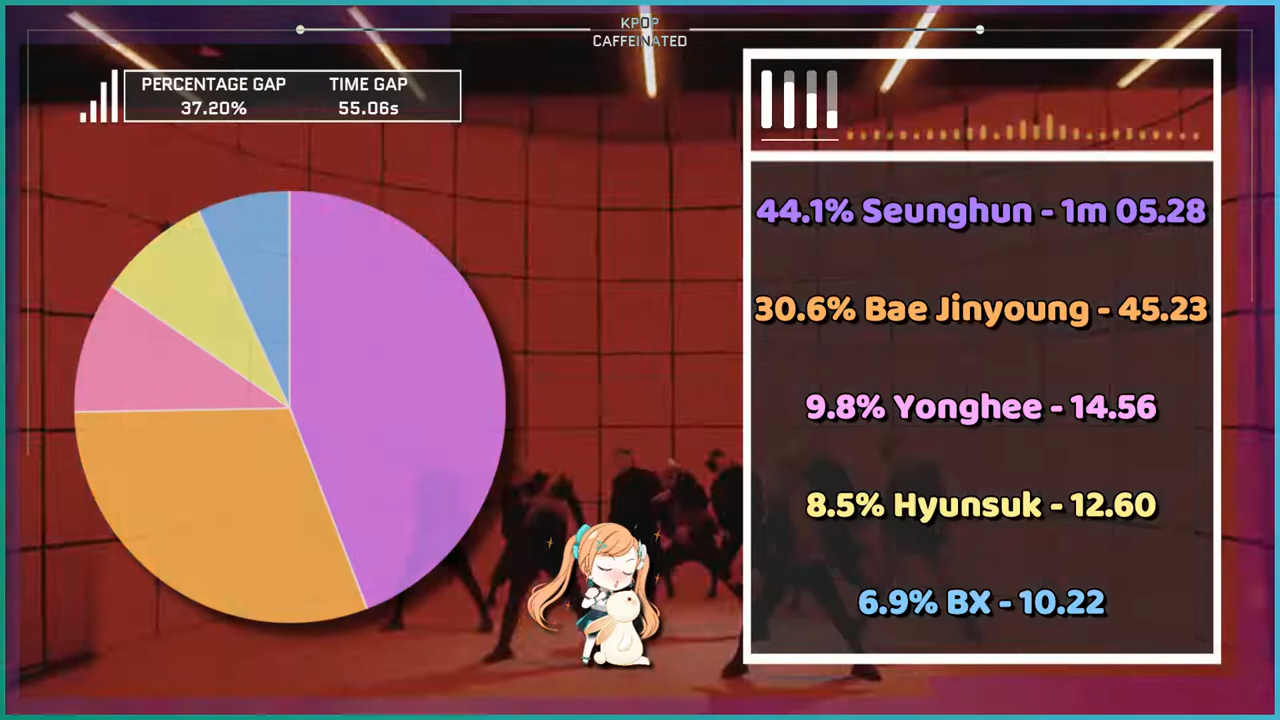 KPOP
CAFFEINATED
PERCENTAGE GAP TIME GAP
37.20% 55.06s
44.1% Seunghun - 1m 05.28
30.6% Bae Jinyoung - 45.23
9.8% Yonghee - 14.56
8.5% Hyunsuk - 12.60
6.9% BX - 10.22